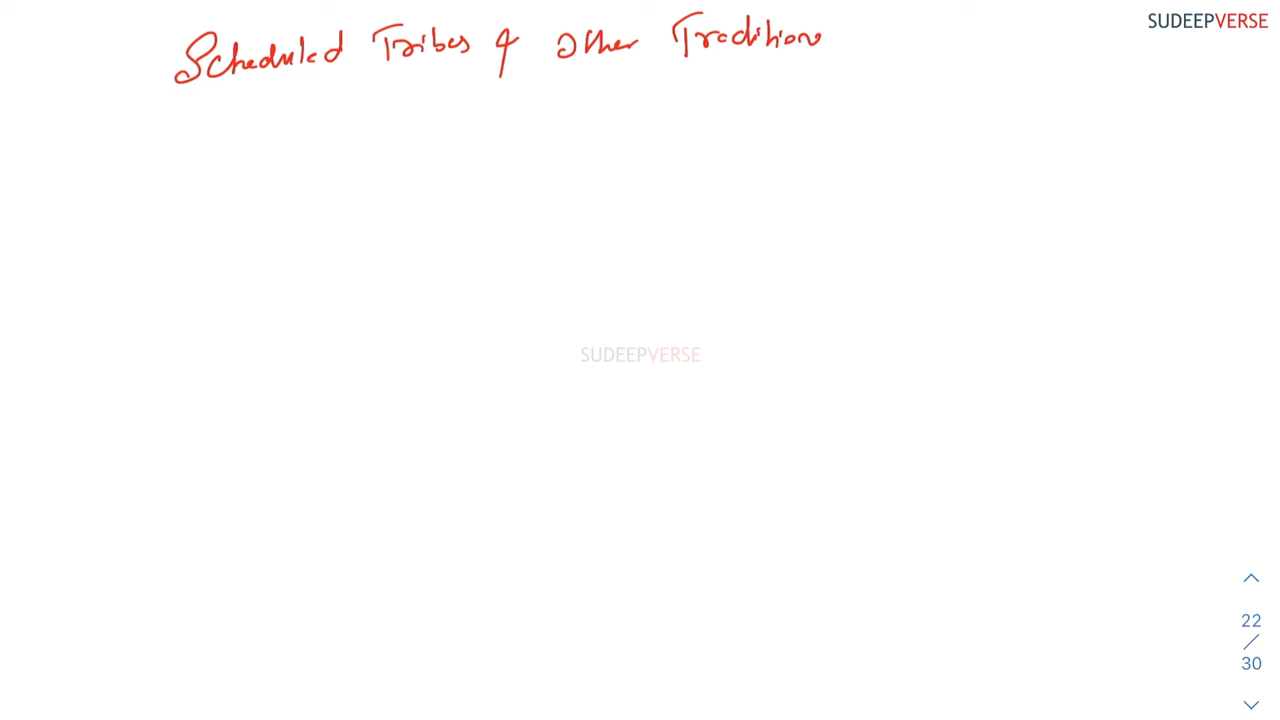 Scheduled Tribes & Other Traditions
SUDEEPVERSE
SUDEEPVERSE
22
/
30